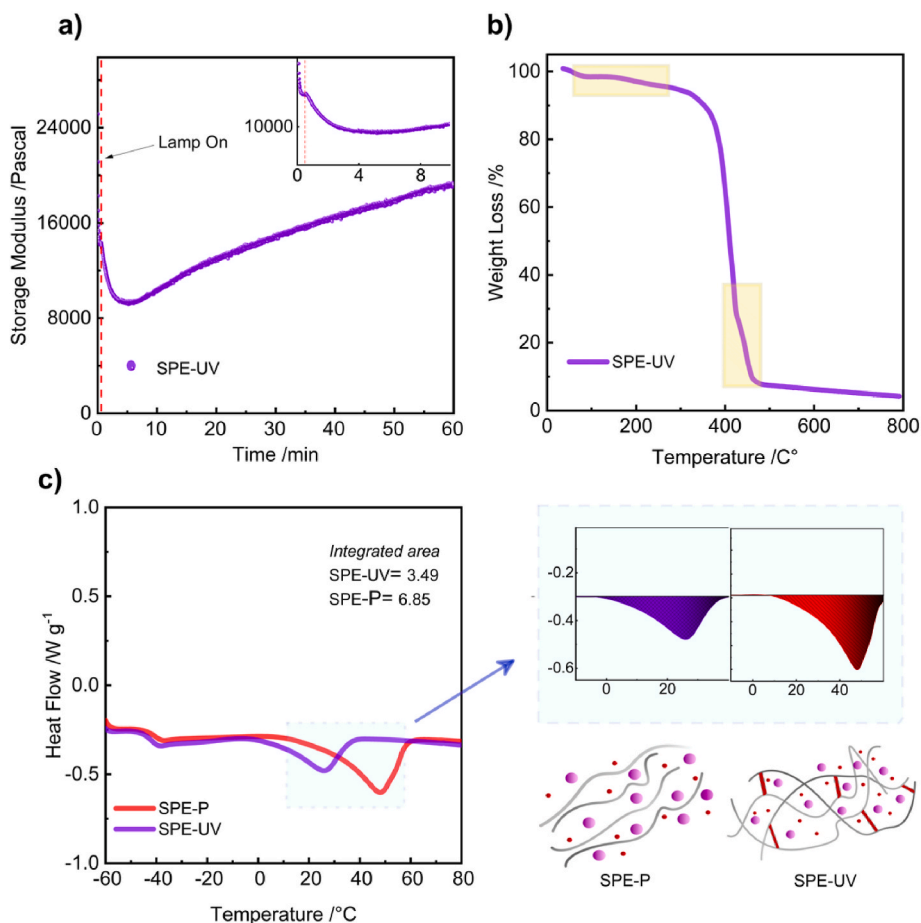 a)
24000
16000
8000
0
Storage Modulus /Pascal
Lamp On
10000
0
4
8
SPE-UV
0
10
20
30
40
50
60
Time /min
b)
100
80
60
40
20
0
Weight Loss /%
SPE-UV
0
200
400
600
800
Temperature /C°
c)
1.0
0.5
0.0
-0.5
-1.0
Heat Flow /W g⁻¹
Integrated area
SPE-UV= 3.49
SPE-P= 6.85
SPE-P
SPE-UV
-60
-40
-20
0
20
40
60
80
Temperature /°C
-0.2
-0.4
-0.6
0
20
0
20
40
SPE-P
SPE-UV